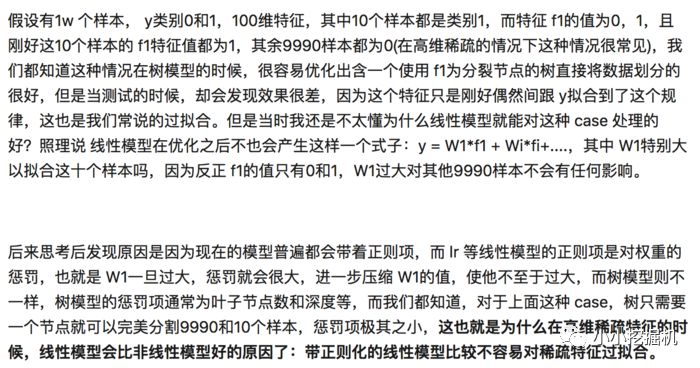 假设有1w 个样本， y类别0和1，100维特征，其中10个样本都是类别1，而特征 f1的值为0，1，且
刚好这10个样本的 f1特征值都为1，其余9990样本都为0(在高维稀疏的情况下这种情况很常见)，我
们都知道这种情况在树模型的时候，很容易优化出含一个使用 f1为分裂节点的树直接将数据划分的
很好，但是当测试的时候，却会发现效果很差，因为这个特征只是刚好偶然间跟 y拟合到了这个规
律，这也是我们常说的过拟合。但是当时我还是不太懂为什么线性模型就能对这种 case 处理的
好？照理说 线性模型在优化之后不也会产生这样一个式子：y = W1*f1 + Wi*fi+....，其中 W1特别大
以拟合这十个样本吗，因为反正 f1的值只有0和1，W1过大对其他9990样本不会有任何影响。
后来思考后发现原因是因为现在的模型普遍都会带着正则项，而 lr 等线性模型的正则项是对权重的
惩罚，也就是 W1一旦过大，惩罚就会很大，进一步压缩 W1的值，使他不至于过大，而树模型则不
一样，树模型的惩罚项通常为叶子节点数和深度等，而我们都知道，对于上面这种 case，树只需要
一个节点就可以完美分割9990和10个样本，惩罚项极其之小，这也就是为什么在高维稀疏特征的时
候，线性模型会比非线性模型好的原因了：带正则化的线性模型比较不容易对稀疏特征过拟合。
小小挖掘机